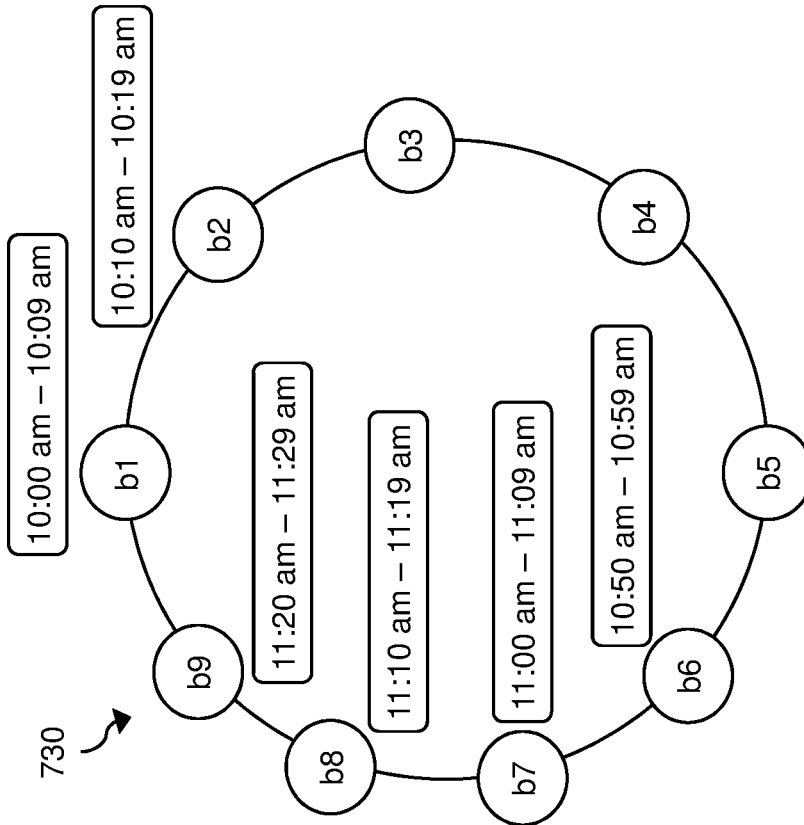 730
10:00 am – 10:09 am
10:10 am – 10:19 am
b1
b2
b3
b4
b5
b6
b7
b8
b9
11:20 am – 11:29 am
11:10 am – 11:19 am
11:00 am – 11:09 am
10:50 am – 10:59 am